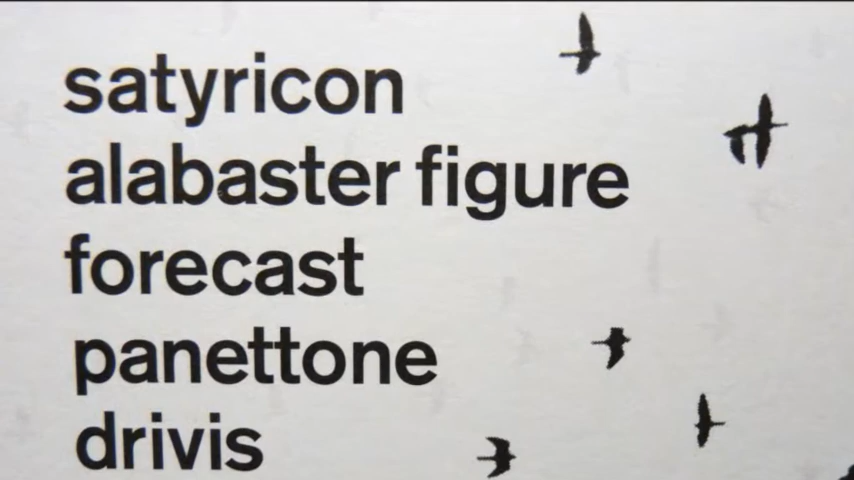 satyricon
alabaster figure
forecast
panettone
drivis